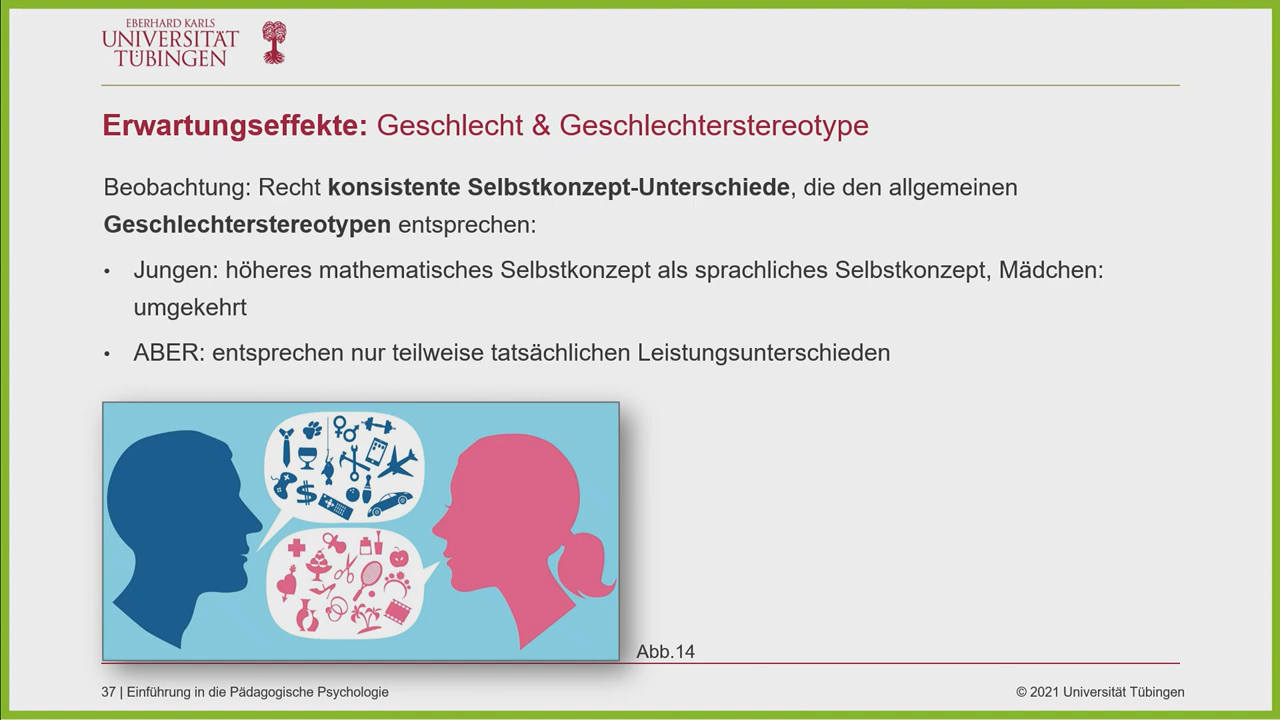 EBERHARD KARLS
UNIVERSITÄT
TÜBINGEN
Erwartungseffekte: Geschlecht & Geschlechterstereotype
Beobachtung: Recht konsistente Selbstkonzept-Unterschiede, die den allgemeinen
Geschlechterstereotypen entsprechen:
• Jungen: höheres mathematisches Selbstkonzept als sprachliches Selbstkonzept, Mädchen:
umgekehrt
• ABER: entsprechen nur teilweise tatsächlichen Leistungsunterschieden
Abb.14
37 | Einführung in die Pädagogische Psychologie
© 2021 Universität Tübingen